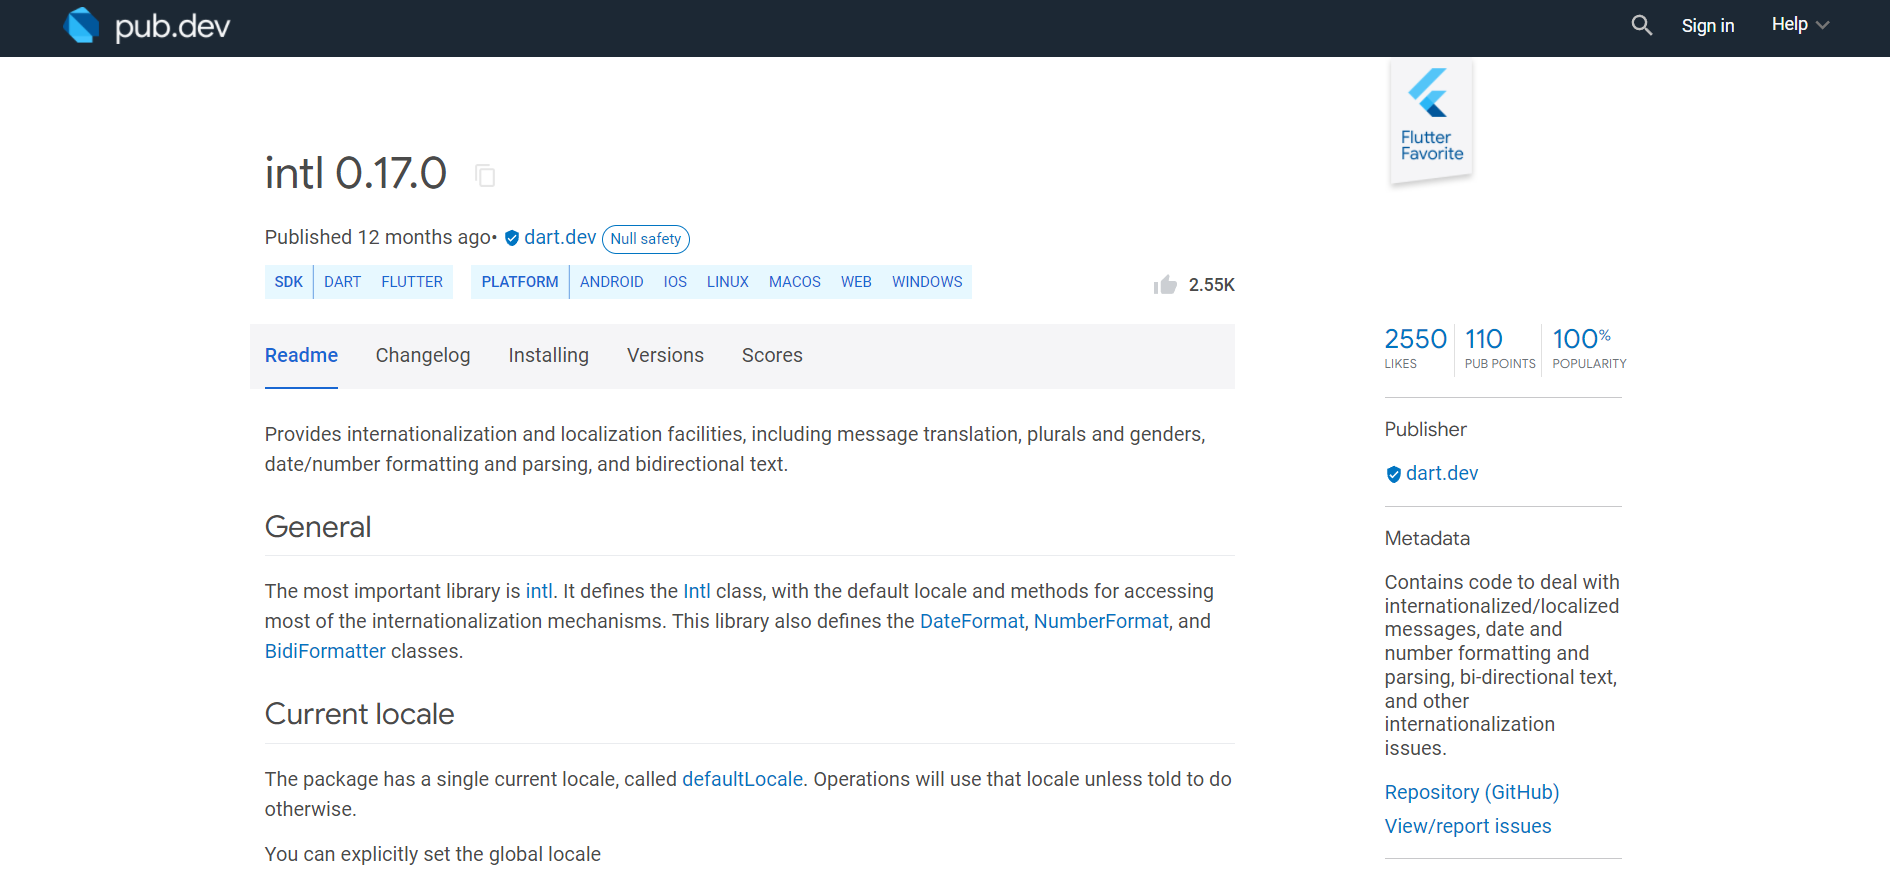 pub.dev
Sign in
Help
Flutter
Favorite
intl 0.17.0
Published 12 months ago• dart.dev Null safety
SDK DART FLUTTER PLATFORM ANDROID IOS LINUX MACOS WEB WINDOWS
2.55K
Readme Changelog Installing Versions Scores
Provides internationalization and localization facilities, including message translation, plurals and genders,
date/number formatting and parsing, and bidirectional text.
General
The most important library is intl. It defines the Intl class, with the default locale and methods for accessing
most of the internationalization mechanisms. This library also defines the DateFormat, NumberFormat, and
BidiFormatter classes.
Current locale
The package has a single current locale, called defaultLocale. Operations will use that locale unless told to do
otherwise.
You can explicitly set the global locale
2550 110 100%
LIKES PUB POINTS POPULARITY
Publisher
dart.dev
Metadata
Contains code to deal with
internationalized/localized
messages, date and
number formatting and
parsing, bi-directional text,
and other
internationalization
issues.
Repository (GitHub)
View/report issues